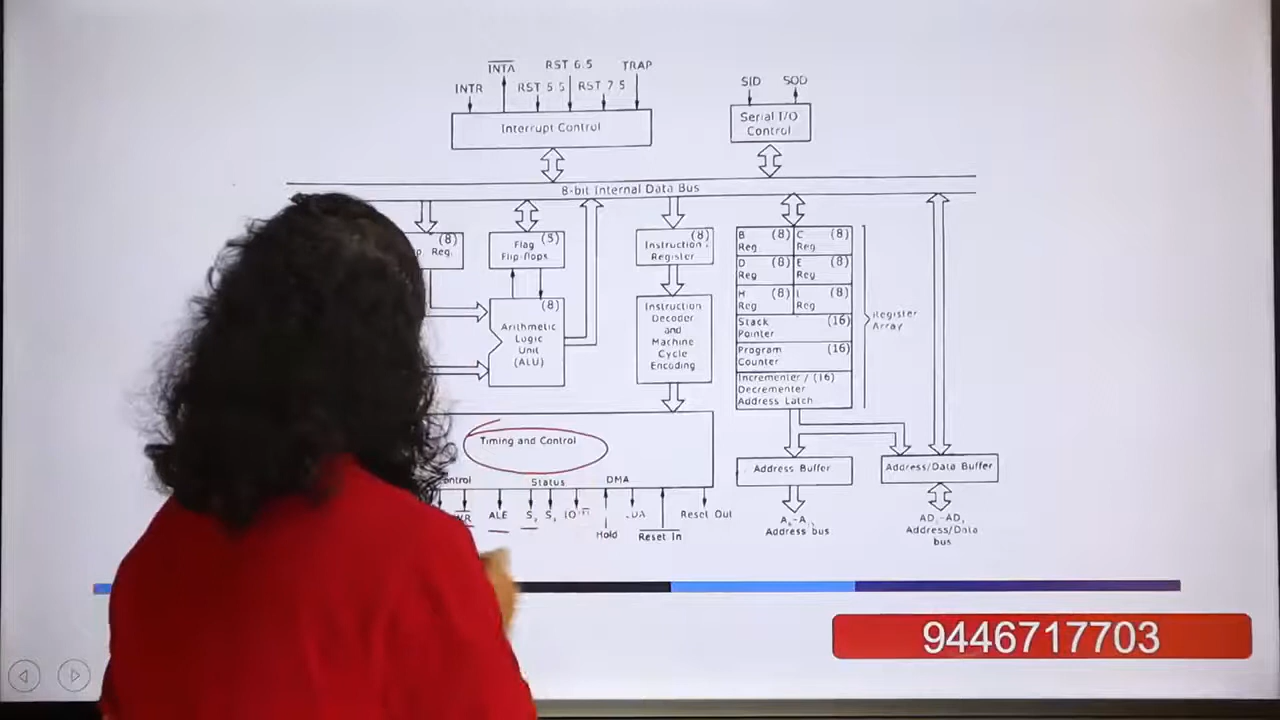 RST 6.5
INTA TRAP
INTR RST 5.5 RST 7.5
SID SOD
Interrupt Control
Serial I/O
Control
8-bit Internal Data Bus
(8)
Reg.
(5)
Flag
Flip-flops
(8)
Instruction
Register
(8)
Arithmetic
Logic
Unit
(ALU)
Instruction
Decoder
and
Machine
Cycle
Encoding
B (8) C (8)
Reg Reg
D (8) E (8)
Reg Reg
H (8) L (8)
Reg Reg
Stack (16)
Pointer
Program (16)
Counter
Incrementer / (16)
Decrementer
Address Latch
Register
Array
Timing and Control
Status DMA
WR ALE
Hold
Reset In
Reset Out
Address Buffer
Address/Data Buffer
Address bus
Address/Data
bus
9446717703